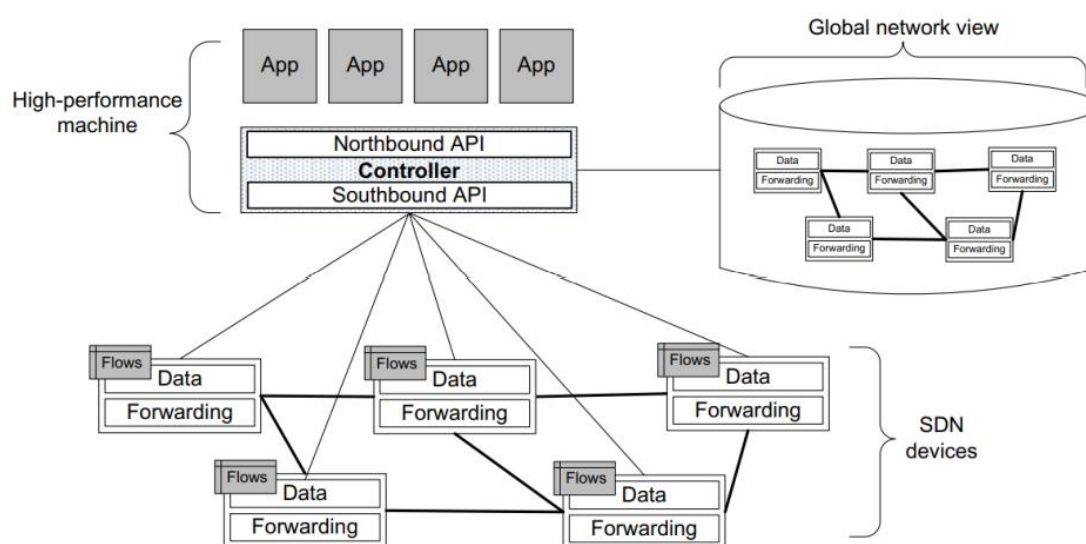 Global network view
App App App App
High-performance
machine
Northbound API
Controller
Southbound API
Data Data Data
Forwarding Forwarding Forwarding
Data Data
Forwarding Forwarding
Flows Flows Flows
Data Data Data
Forwarding Forwarding Forwarding
SDN
devices
Flows Flows
Data Data
Forwarding Forwarding